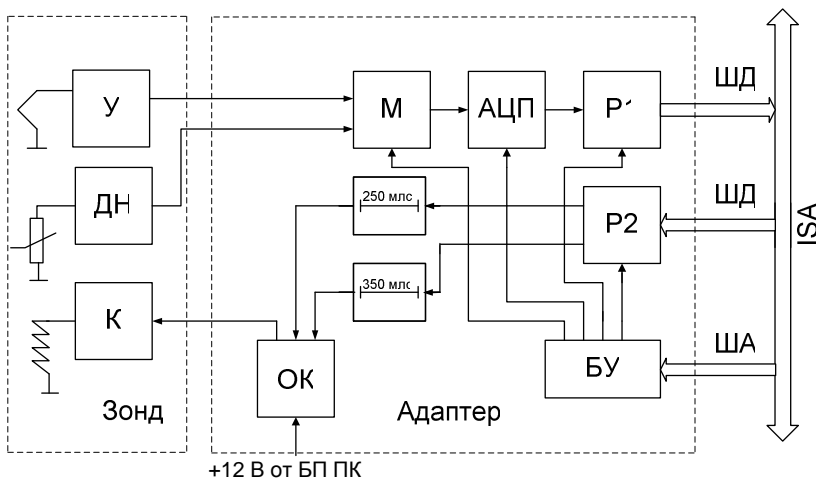 У
М
АЦП
Р1
ШД
ДН
250 млс
Р2
ШД
ISA
350 млс
К
ОК
БУ
ША
Зонд
Адаптер
+12 В от БП ПК